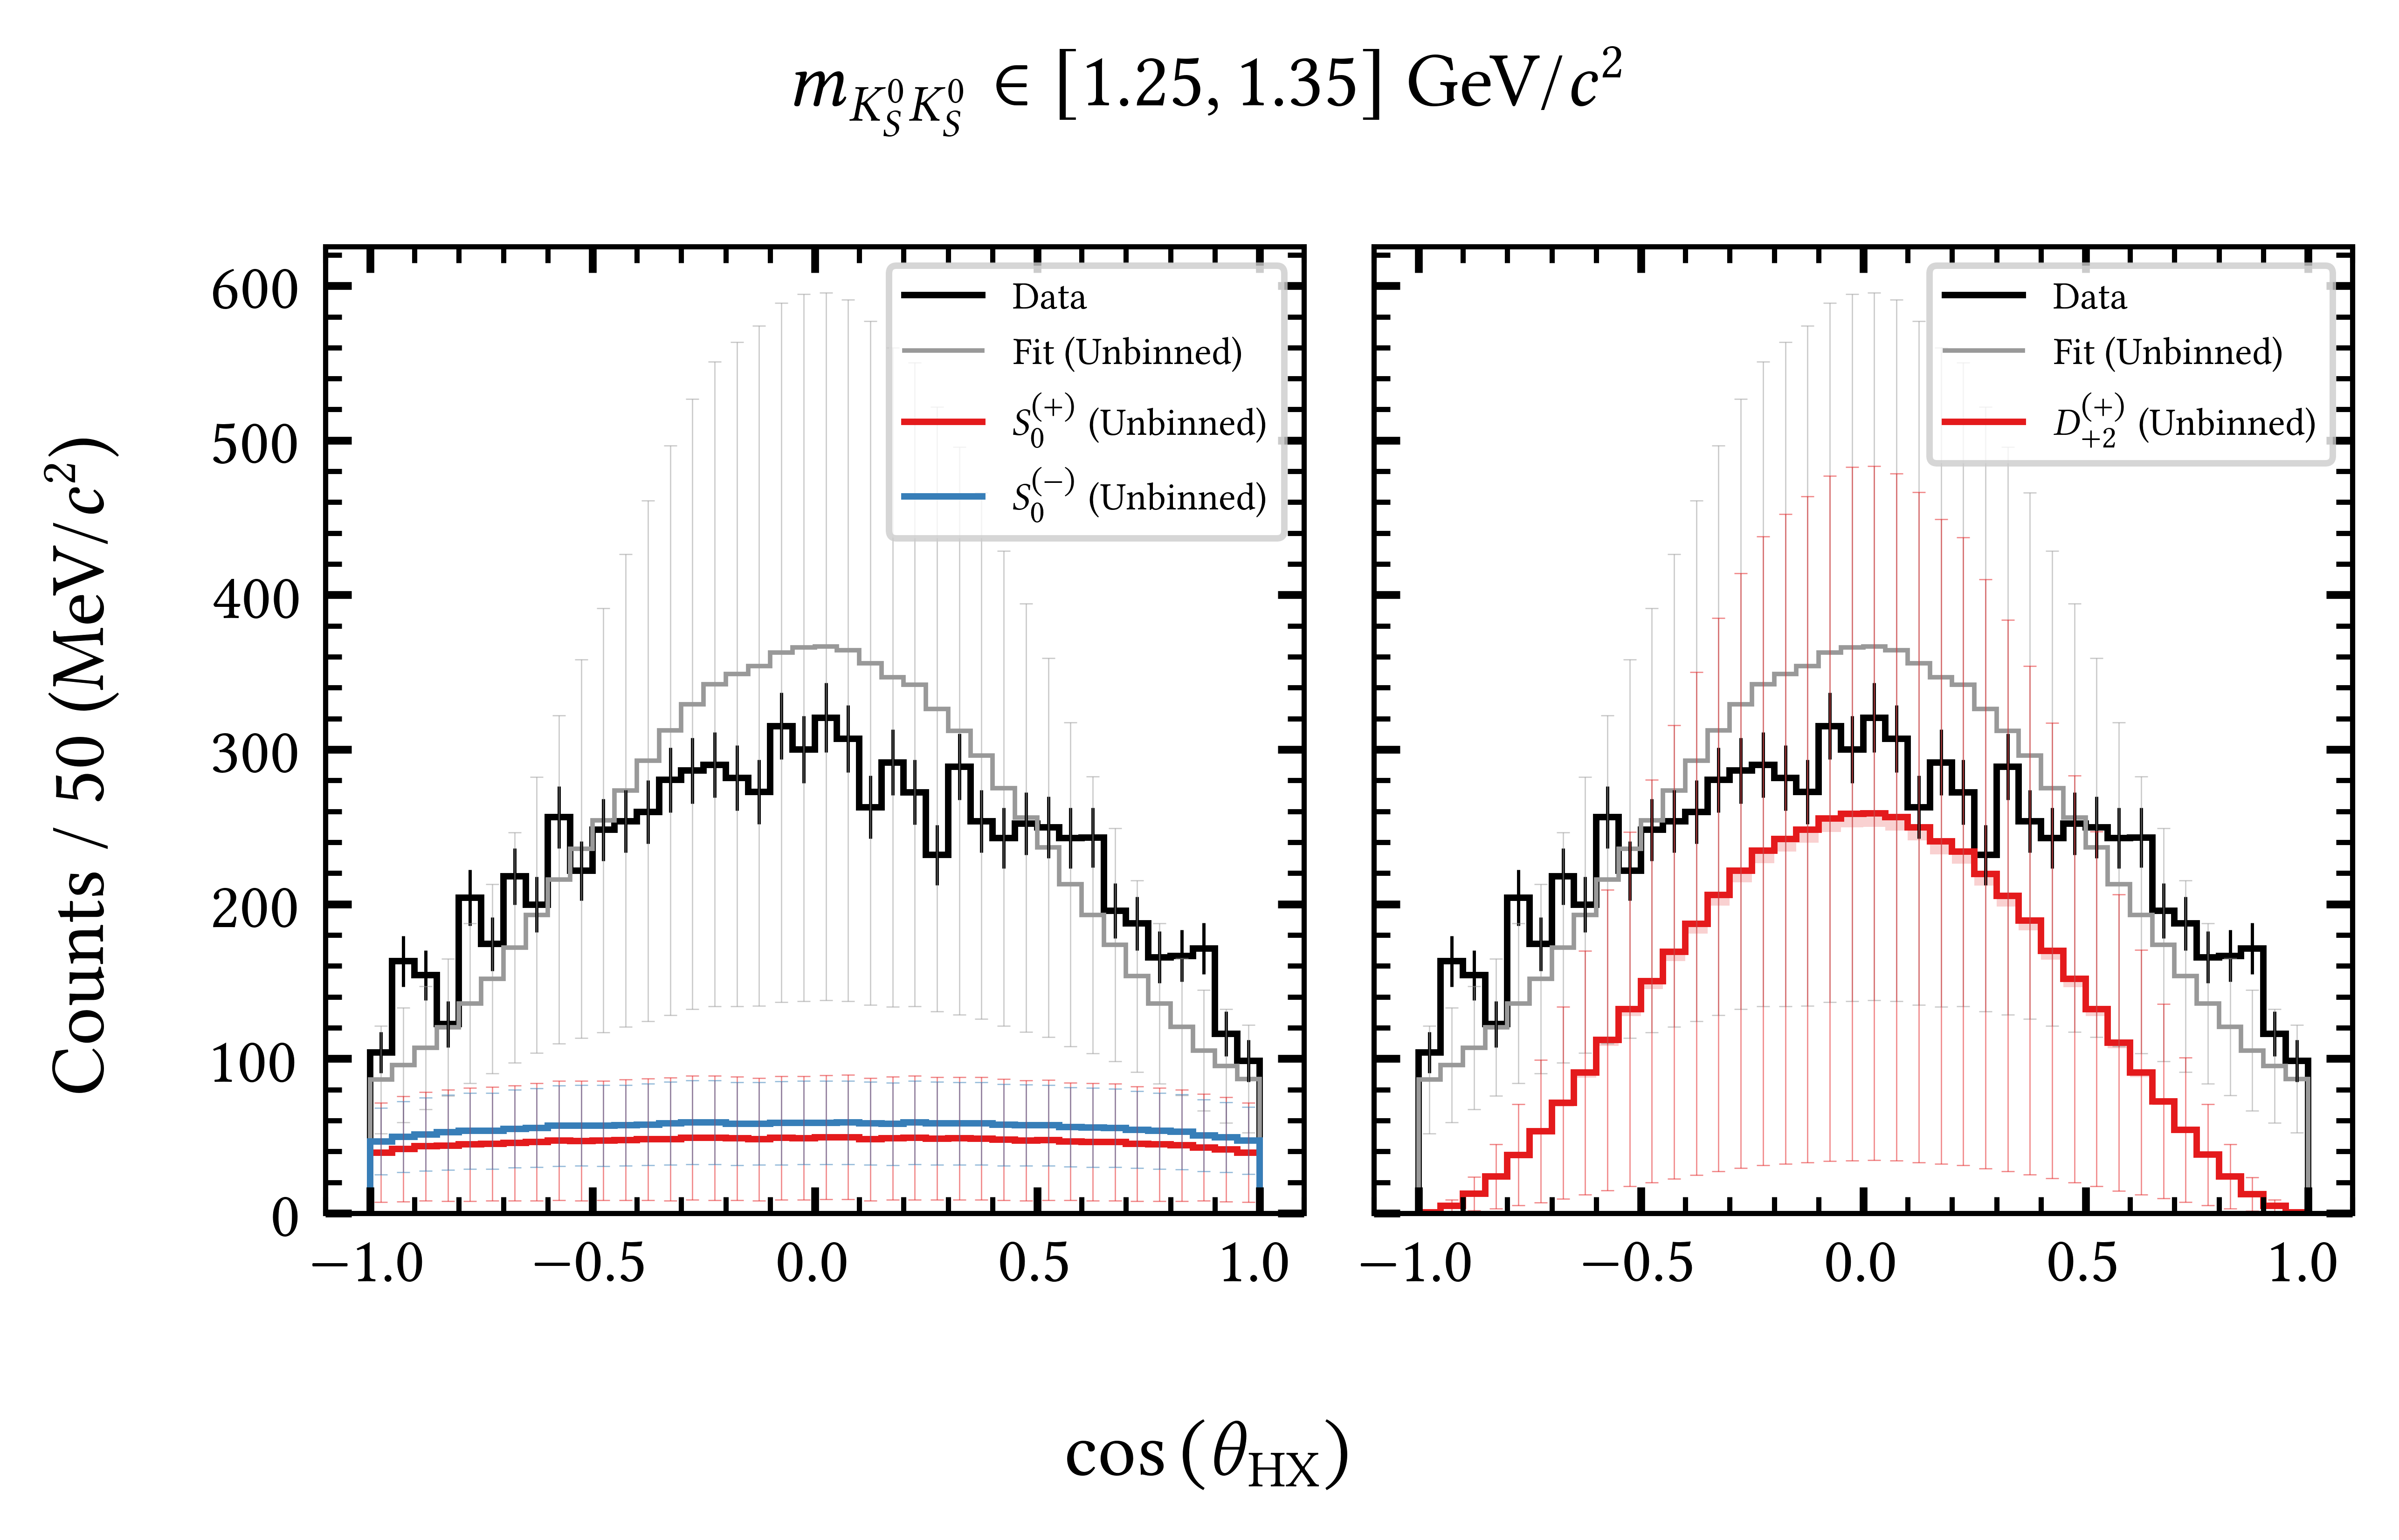 m_{K_S^0 K_S^0} ∈ [1.25, 1.35] GeV/c²
Counts / 50 (MeV/c²)
600
500
400
300
200
100
0
−1.0 −0.5 0.0 0.5 1.0
Data
Fit (Unbinned)
S_0^{(+)} (Unbinned)
S_0^{(−)} (Unbinned)
−1.0 −0.5 0.0 0.5 1.0
Data
Fit (Unbinned)
D_{+2}^{(+)} (Unbinned)
cos (θ_{HX})